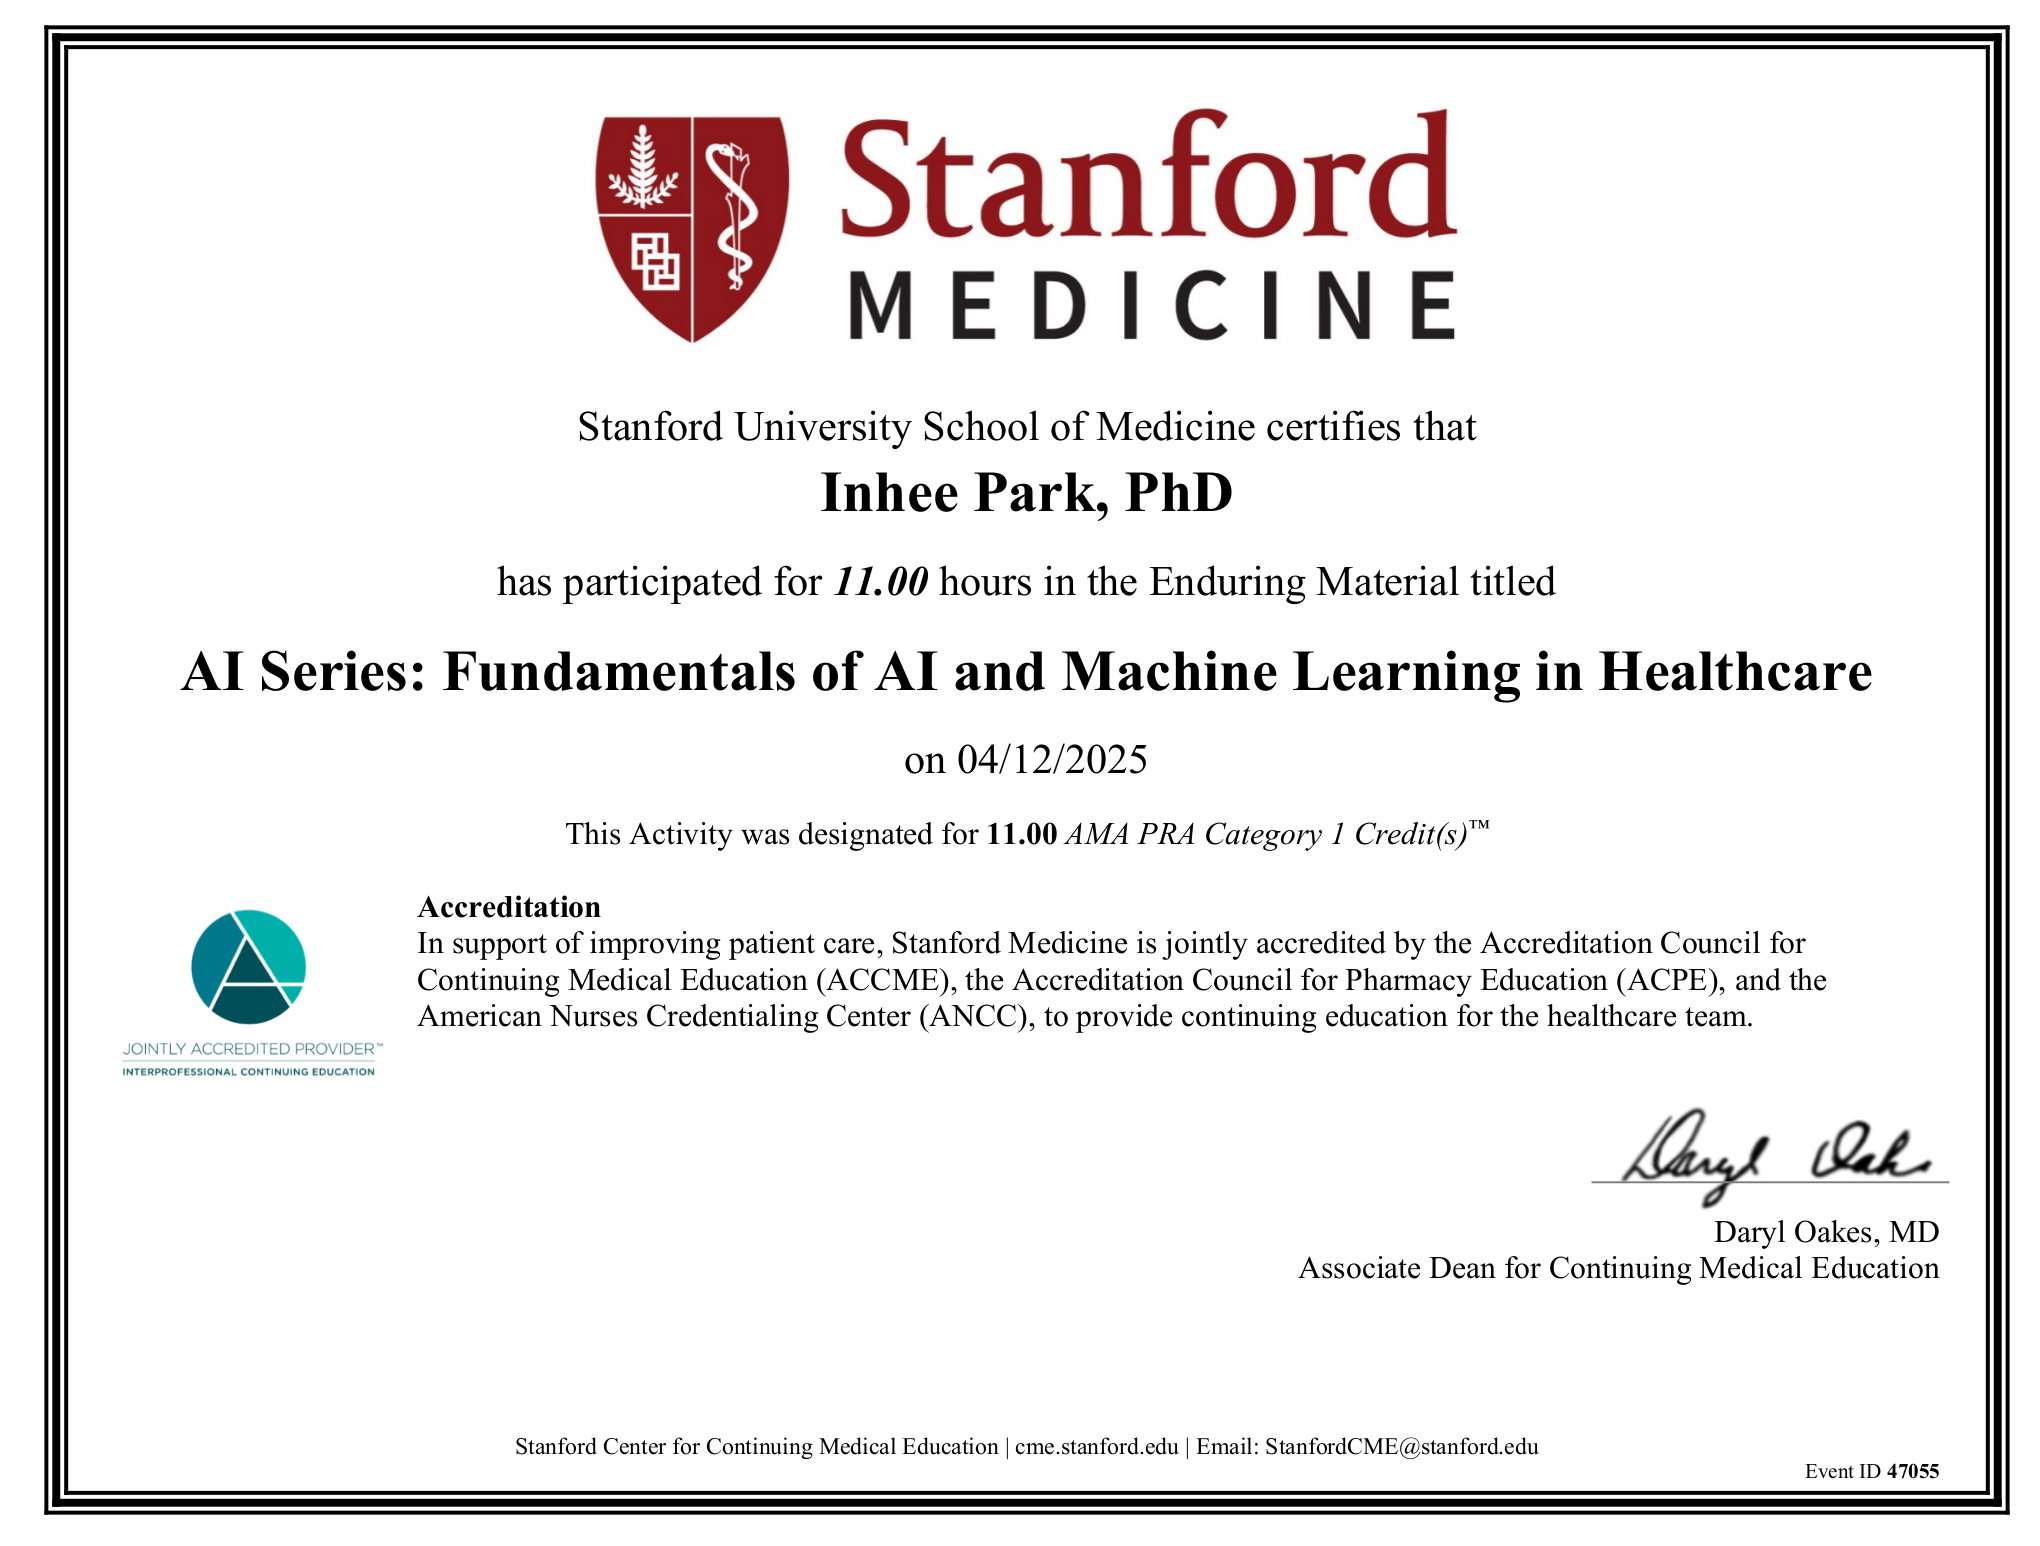 Stanford
MEDICINE
Stanford University School of Medicine certifies that
Inhee Park, PhD
has participated for 11.00 hours in the Enduring Material titled
AI Series: Fundamentals of AI and Machine Learning in Healthcare
on 04/12/2025
This Activity was designated for 11.00 AMA PRA Category 1 Credit(s)™
Accreditation
In support of improving patient care, Stanford Medicine is jointly accredited by the Accreditation Council for
Continuing Medical Education (ACCME), the Accreditation Council for Pharmacy Education (ACPE), and the
American Nurses Credentialing Center (ANCC), to provide continuing education for the healthcare team.
JOINTLY ACCREDITED PROVIDER™
INTERPROFESSIONAL CONTINUING EDUCATION
Daryl Oakes
Daryl Oakes, MD
Associate Dean for Continuing Medical Education
Stanford Center for Continuing Medical Education | cme.stanford.edu | Email: StanfordCME@stanford.edu
Event ID 47055